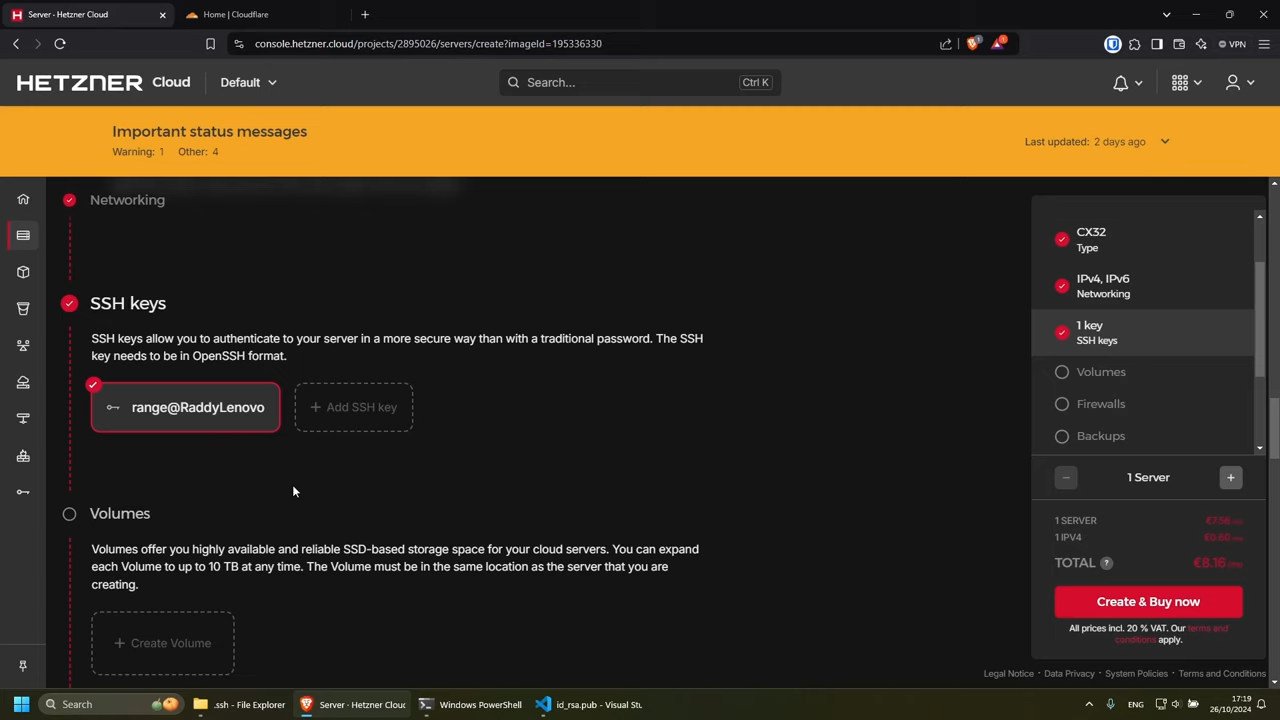 Server - Hetzner Cloud
Home | Cloudflare
console.hetzner.cloud/projects/2895026/servers/create?imageId=195336330
VPN
HETZNER Cloud
Default
Search...
Ctrl K
Important status messages
Warning: 1 Other: 4
Last updated: 2 days ago
Networking
SSH keys
SSH keys allow you to authenticate to your server in a more secure way than with a traditional password. The SSH
key needs to be in OpenSSH format.
range@RaddyLenovo
Add SSH key
Volumes
Volumes offer you highly available and reliable SSD-based storage space for your cloud servers. You can expand
each Volume to up to 10 TB at any time. The Volume must be in the same location as the server that you are
creating.
Create Volume
CX32
Type
IPv4, IPv6
Networking
1 key
SSH keys
Volumes
Firewalls
Backups
1 Server
1 SERVER €7.56
1 IPV4 €0.60
TOTAL ? €8.16
Create & Buy now
All prices incl. 20 % VAT. Our terms and
conditions apply.
Legal Notice · Data Privacy · System Policies · Terms and Conditions
Search
.ssh - File Explorer
Server - Hetzner Cloud
Windows PowerShell
id_rsa.pub - Visual Stu
ENG
17:19
26/10/2024